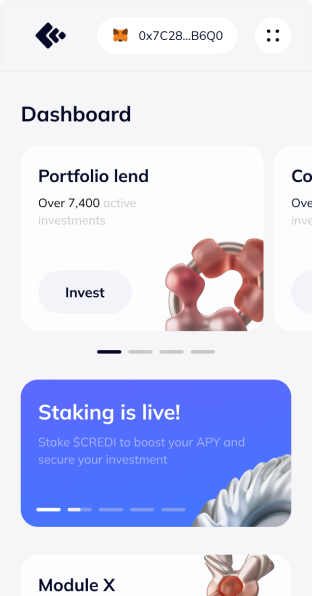 0x7C28...B6Q0
Dashboard
Portfolio lend
Over 7,400 active
investments
Invest
Co
Ove
inve
Staking is live!
Stake $CREDI to boost your APY and
secure your investment
Module X